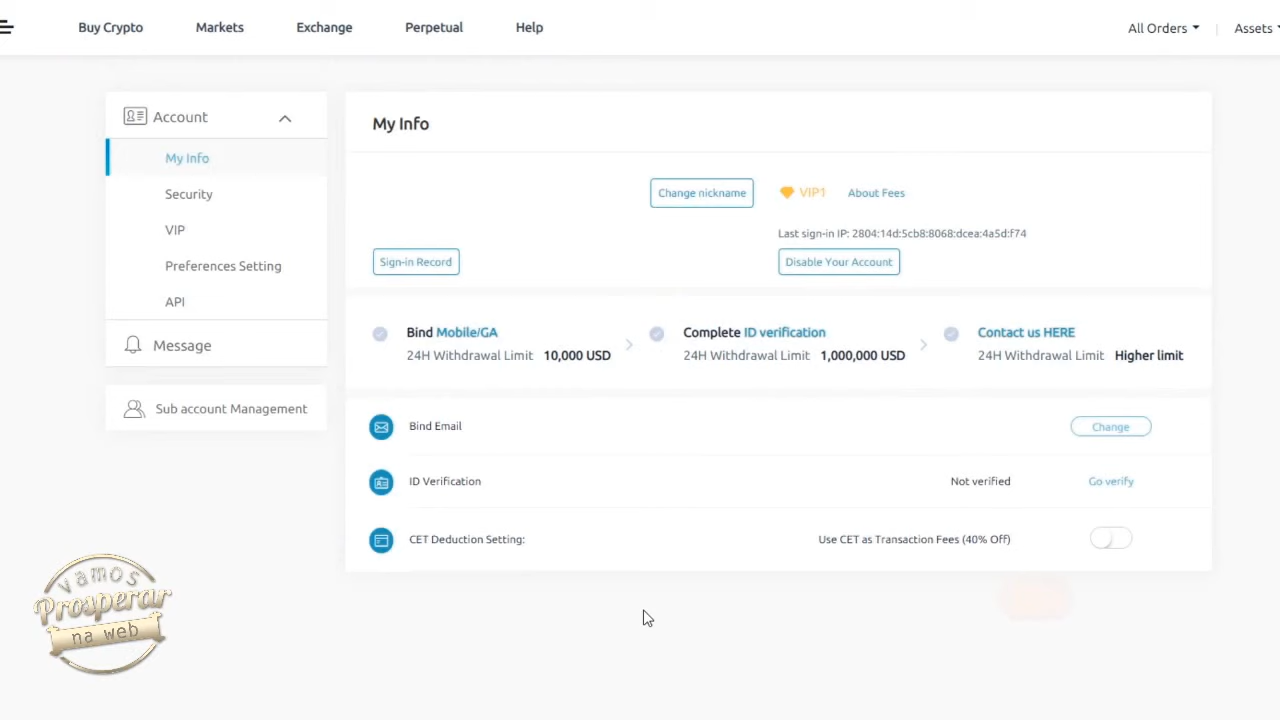 Buy Crypto Markets Exchange Perpetual Help All Orders Assets
Account
My Info
Security
VIP
Preferences Setting
API
Message
Sub account Management
My Info
Change nickname VIP1 About Fees
Last sign-in IP: 2804:14d:5cb8:8068:dcea:4a5d:f74
Sign-in Record Disable Your Account
Bind Mobile/GA Complete ID verification Contact us HERE
24H Withdrawal Limit 10,000 USD 24H Withdrawal Limit 1,000,000 USD 24H Withdrawal Limit Higher limit
Bind Email Change
ID Verification Not verified Go verify
CET Deduction Setting: Use CET as Transaction Fees (40% Off)
vamos
Prosperar
na web